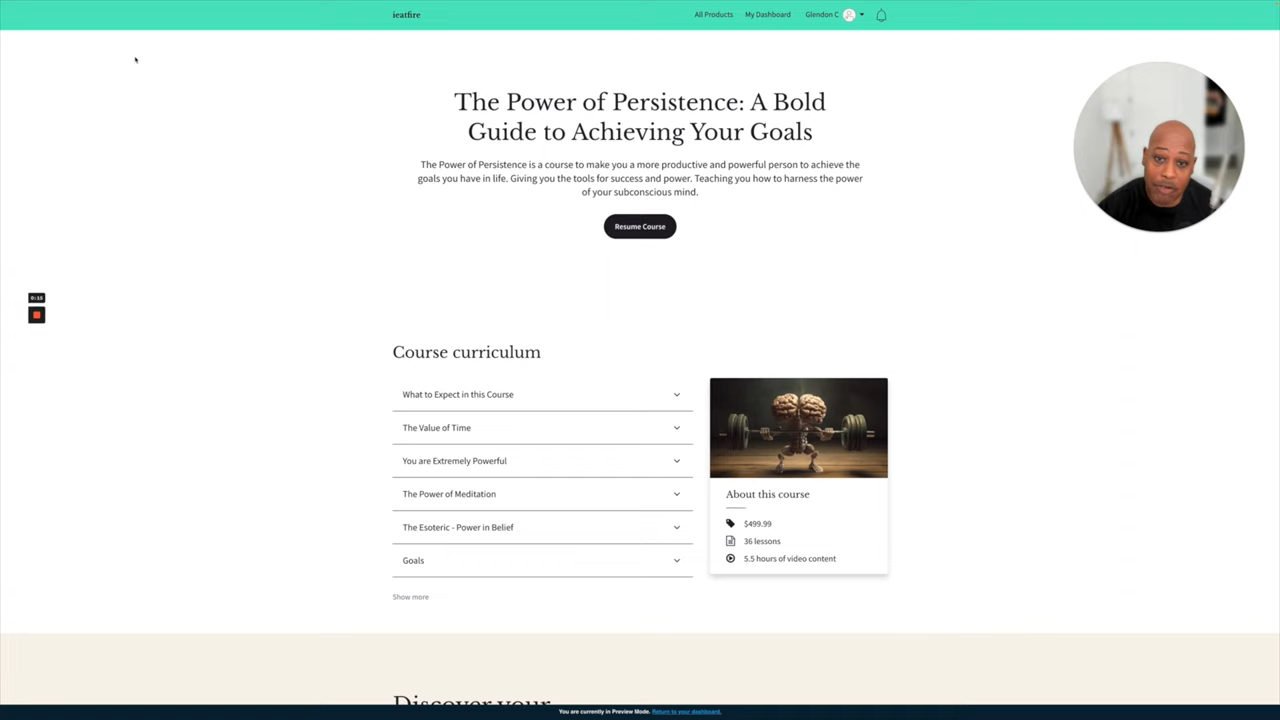 ieatfire
All Products
My Dashboard
Glendon C
The Power of Persistence: A Bold
Guide to Achieving Your Goals
The Power of Persistence is a course to make you a more productive and powerful person to achieve the
goals you have in life. Giving you the tools for success and power. Teaching you how to harness the power
of your subconscious mind.
Resume Course
0:15
Course curriculum
What to Expect in this Course
The Value of Time
You are Extremely Powerful
The Power of Meditation
The Esoteric - Power in Belief
Goals
Show more
About this course
$499.99
36 lessons
5.5 hours of video content
Discover your
You are currently in Preview Mode. Return to your dashboard.